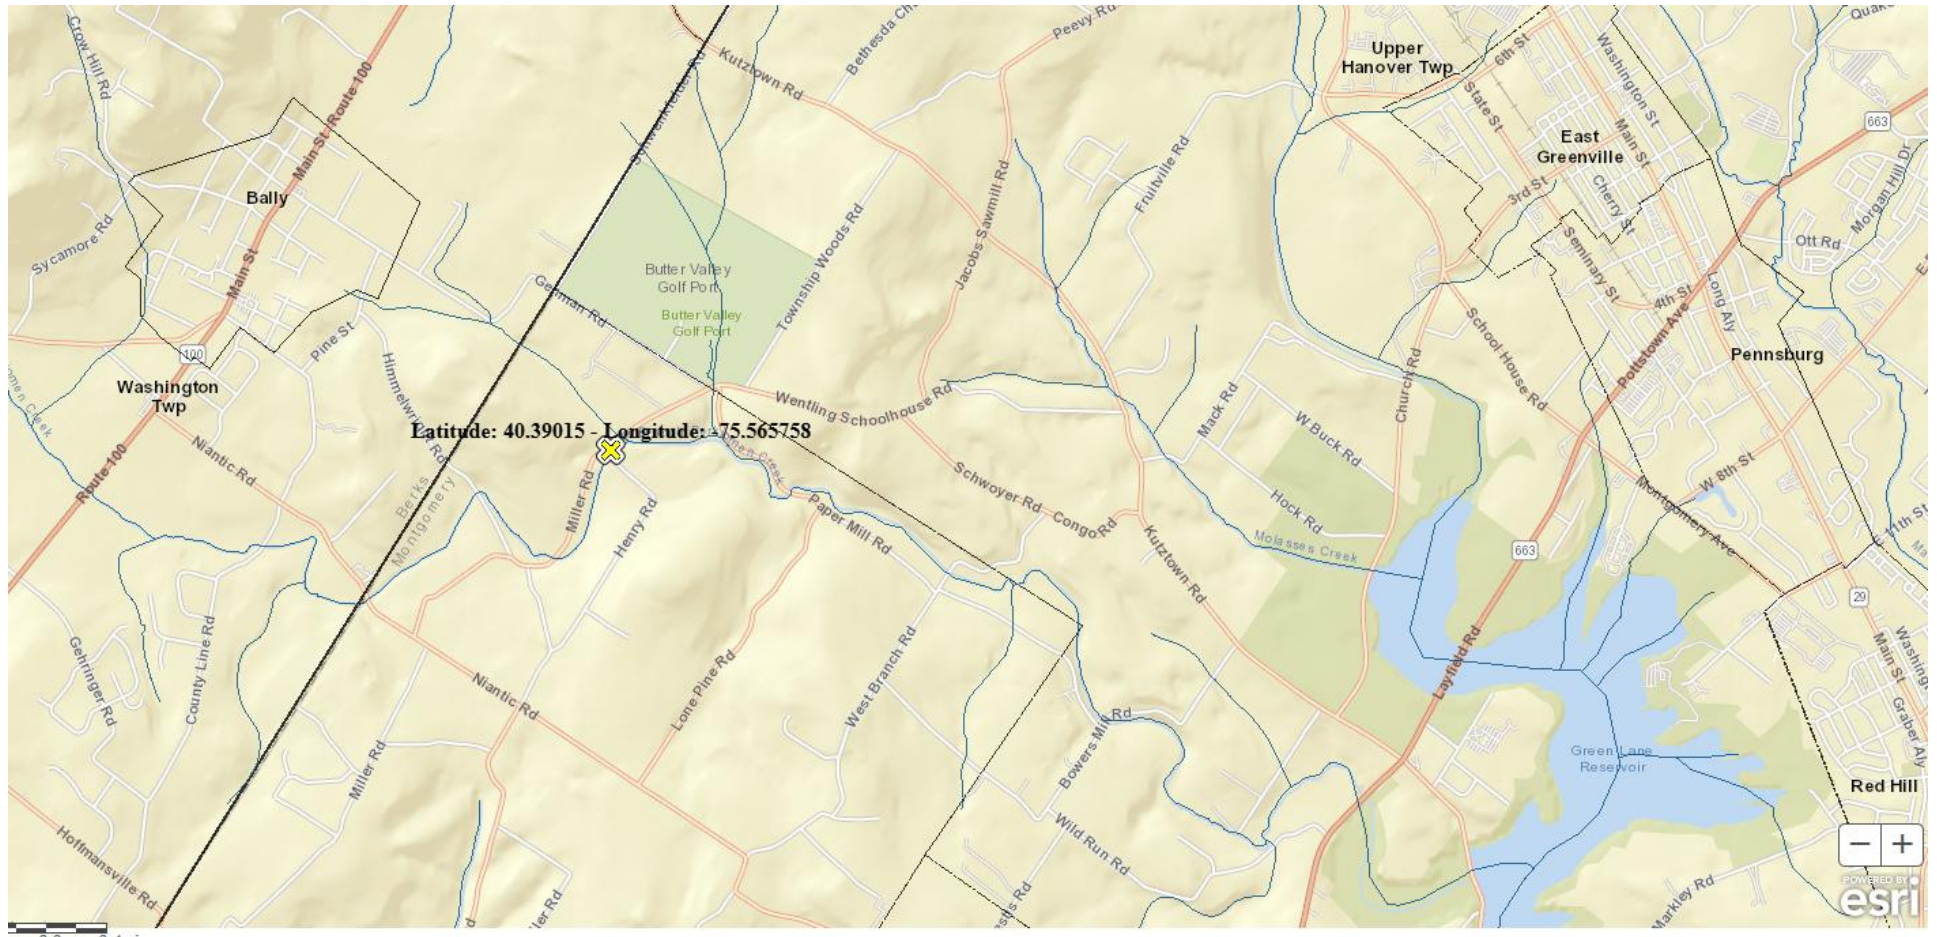 Crow Hill Rd
Main St Route 100
Schwenkfelder Rd
Kutztown Rd
Peevy Rd
Upper
Hanover Twp
6th St
Washington St
663
State St
Main St
East
Greenville
Bally
Fruitville Rd
Jacobs Sawmill Rd
3rd St
Cherry St
Morgan Hill Dr
Sycamore Rd
Main St
Township Woods Rd
Ott Rd
Butter Valley
Golf Port
Butter Valley
Golf Port
German Rd
Seminary St
4th St
Long Aly
Pine St
100
School House Rd
Pottstown Ave
Pennsburg
Washington
Twp
Himmelwright Rd
Wentling Schoolhouse Rd
Mack Rd
Church Rd
W Buck Rd
Latitude: 40.39015 - Longitude: -75.565758
Niantic Rd
Route 100
Berks
Montgomery
Miller Rd
Henry Rd
Paper Mill Rd
Schwoyer Rd
Congo Rd
Hock Rd
Molasses Creek
Kutztown Rd
663
W 8th St
Montgomery Ave
11th St
29
Gehringer Rd
County Line Rd
Niantic Rd
Lone Pine Rd
West Branch Rd
Layfield Rd
Main St
Graber Aly
Bowers Mill Rd
Miller Rd
Green Lane
Reservoir
Red Hill
Hoffmansville Rd
Wild Run Rd
Markley Rd
POWERED BY
esri